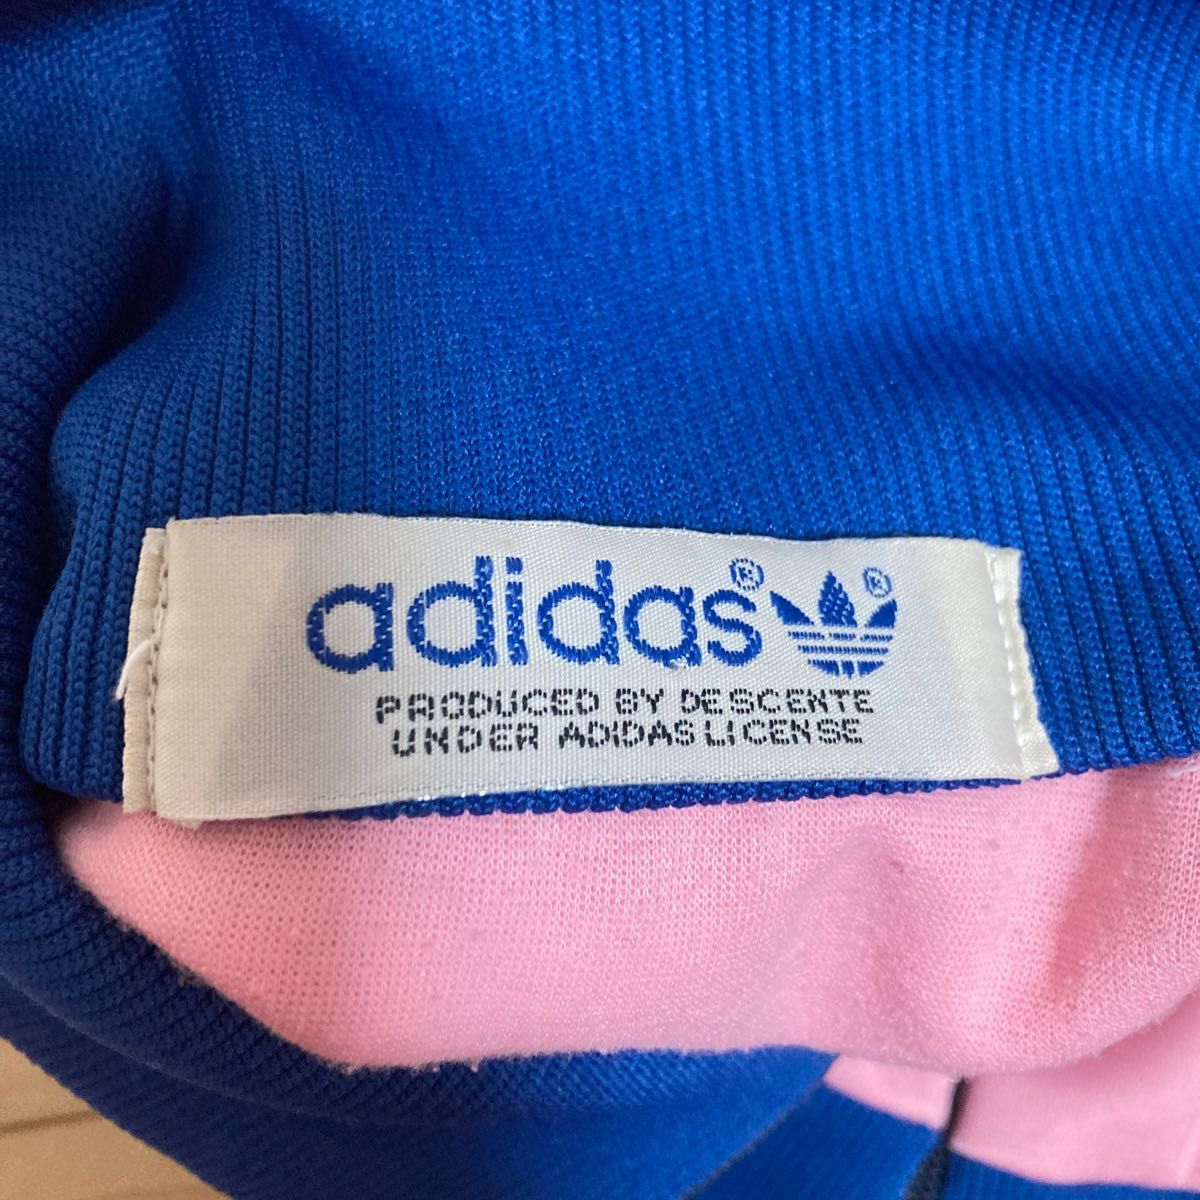 adidas® ®
PRODUCED BY DESCENTE
UNDER ADIDAS LICENSE